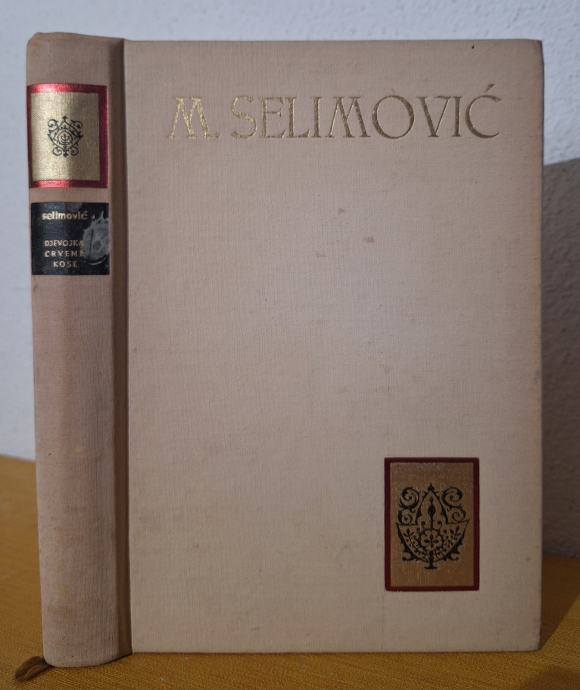 M. SELIMOVIĆ
selimović
DJEVOJKA
CRVENE
KOSE